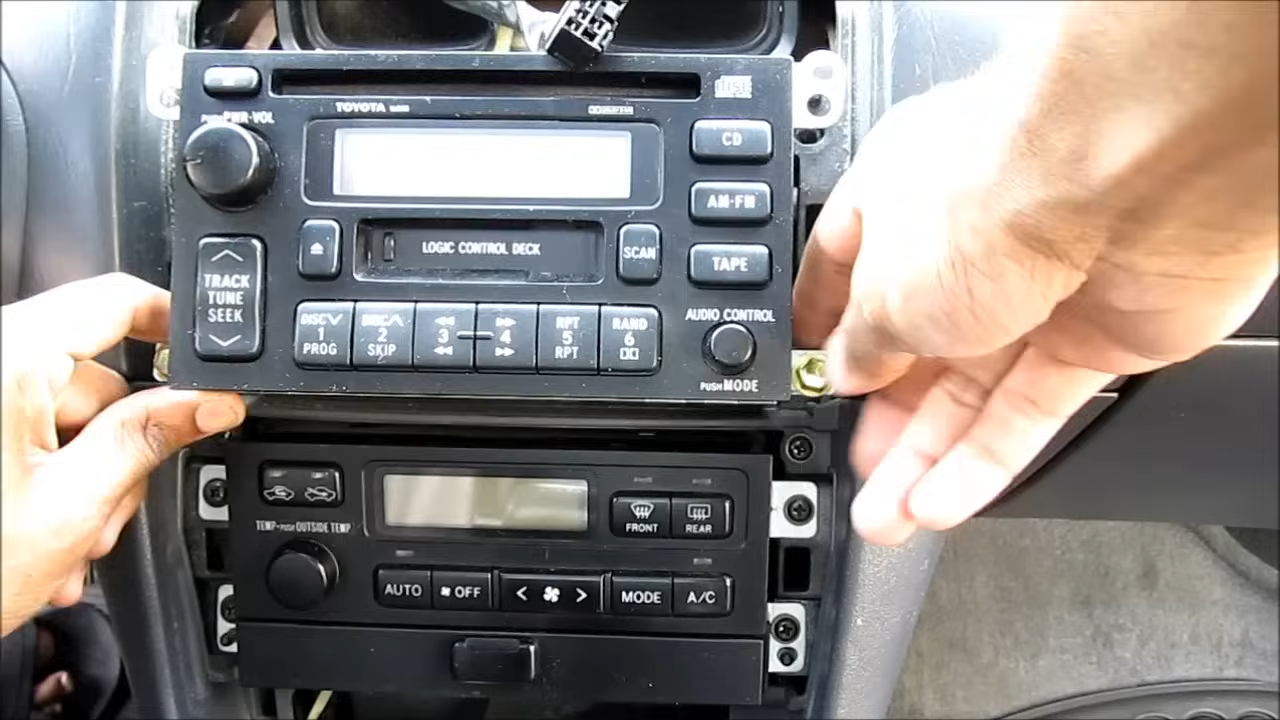 DISC
TOYOTA
PUSH PWR·VOL
CD
AM·FM
LOGIC CONTROL DECK
SCAN
TAPE
TRACK
TUNE
SEEK
DISC
1
PROG
DISC
2
SKIP
3
4
RPT
5
RPT
RAND
6
AUDIO CONTROL
PUSH MODE
TEMP-PUSH OUTSIDE TEMP
FRONT
REAR
AUTO
OFF
MODE
A/C